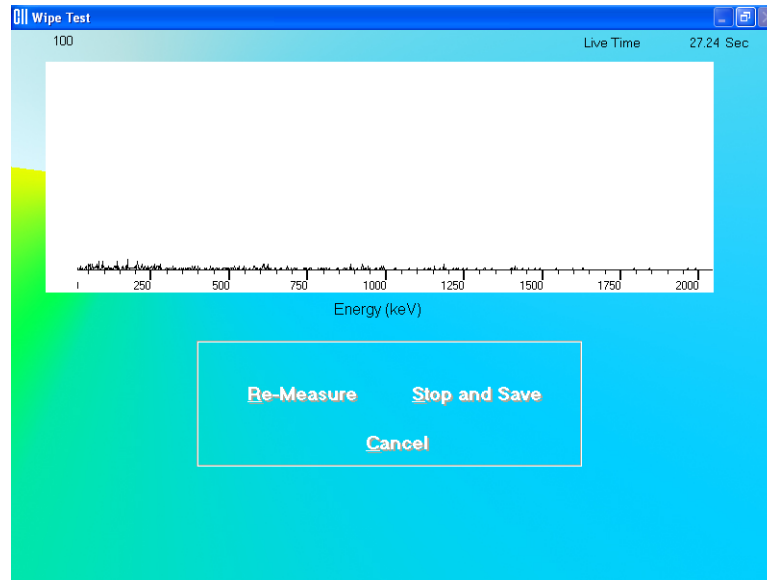 CII Wipe Test
100 Live Time 27.24 Sec
250 500 750 1000 1250 1500 1750 2000
Energy (keV)
Re-Measure Stop and Save
Cancel